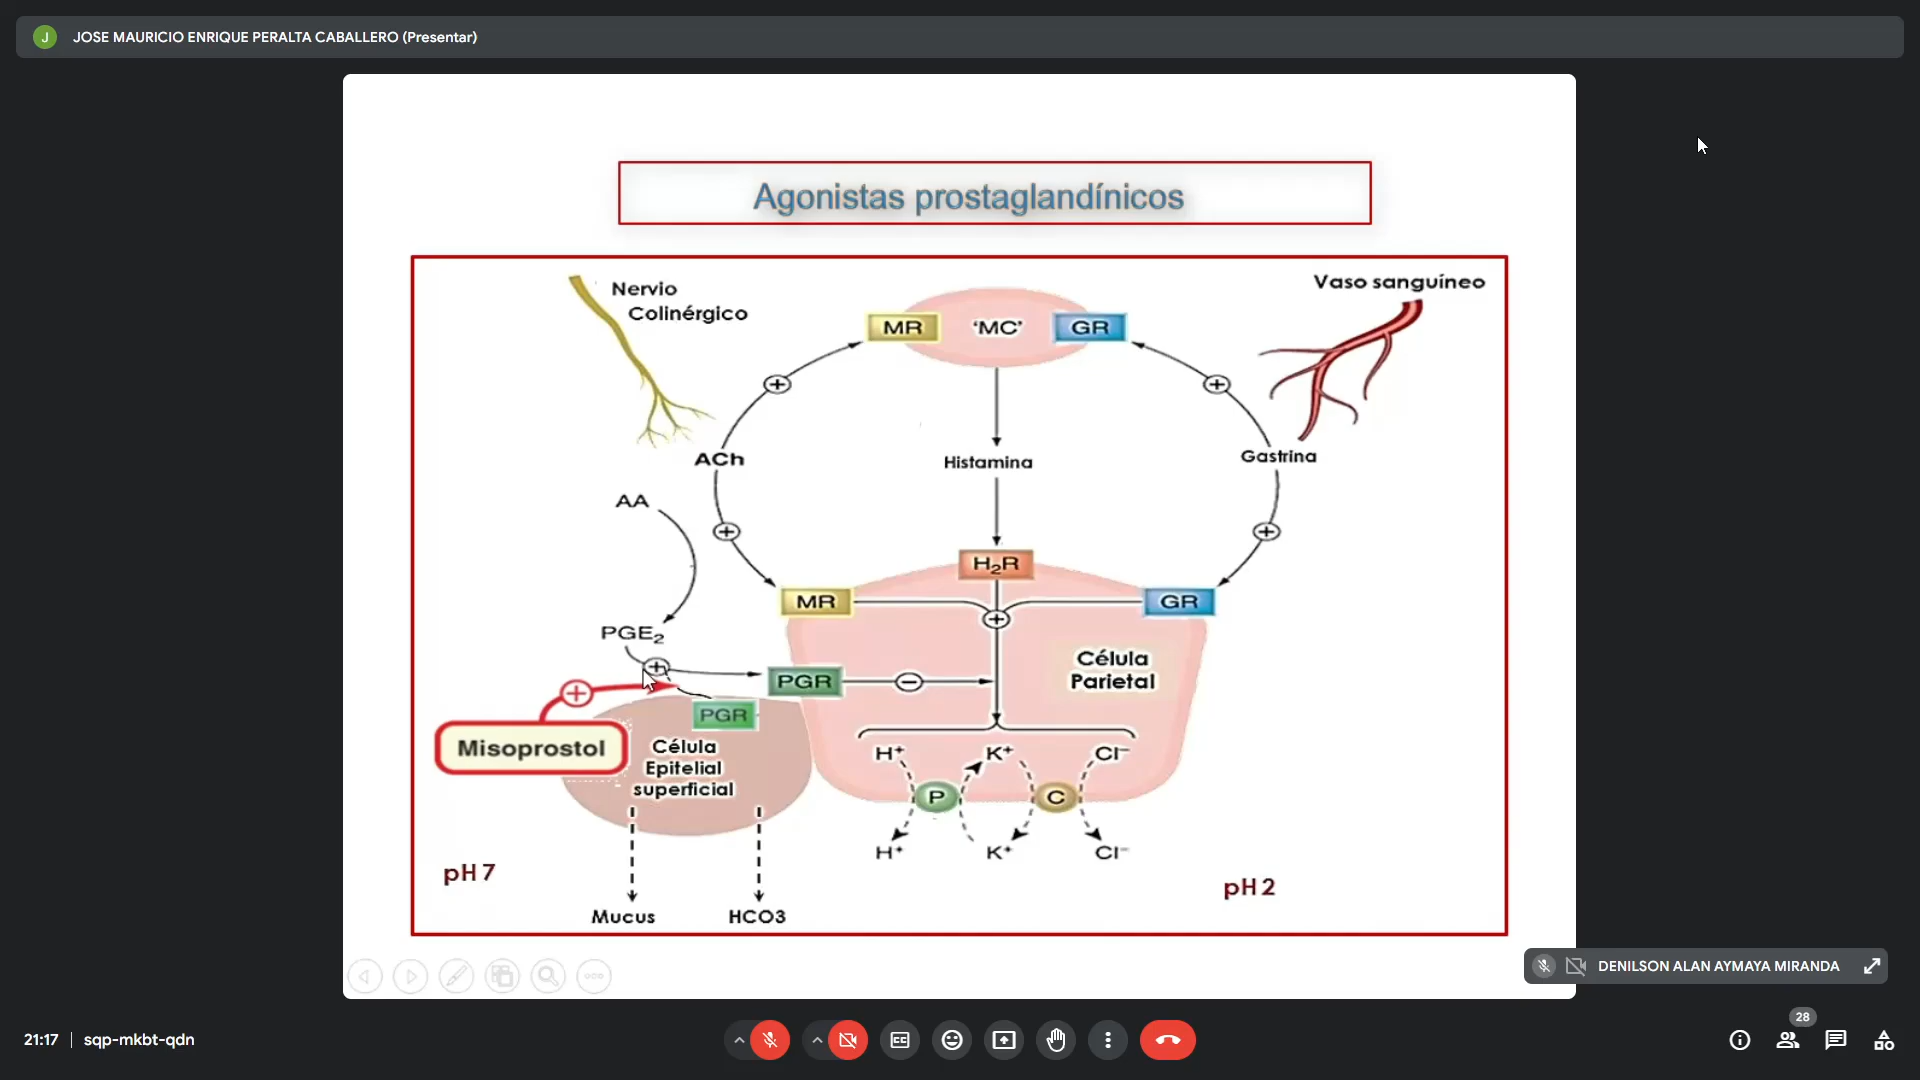 J JOSE MAURICIO ENRIQUE PERALTA CABALLERO (Presentar)
Agonistas prostaglandínicos
Nervio
Colinérgico
Vaso sanguíneo
MR 'MC' GR
ACh
Histamina
Gastrina
AA
H₂R
MR
GR
PGE₂
PGR
Célula
Parietal
PGR
Misoprostol
Célula
Epitelial
superficial
H⁺ K⁺ Cl⁻
P C
H⁺ K⁺ Cl⁻
pH 7
pH 2
Mucus HCO3
DENILSON ALAN AYMAYA MIRANDA
28
21:17 | sqp-mkbt-qdn